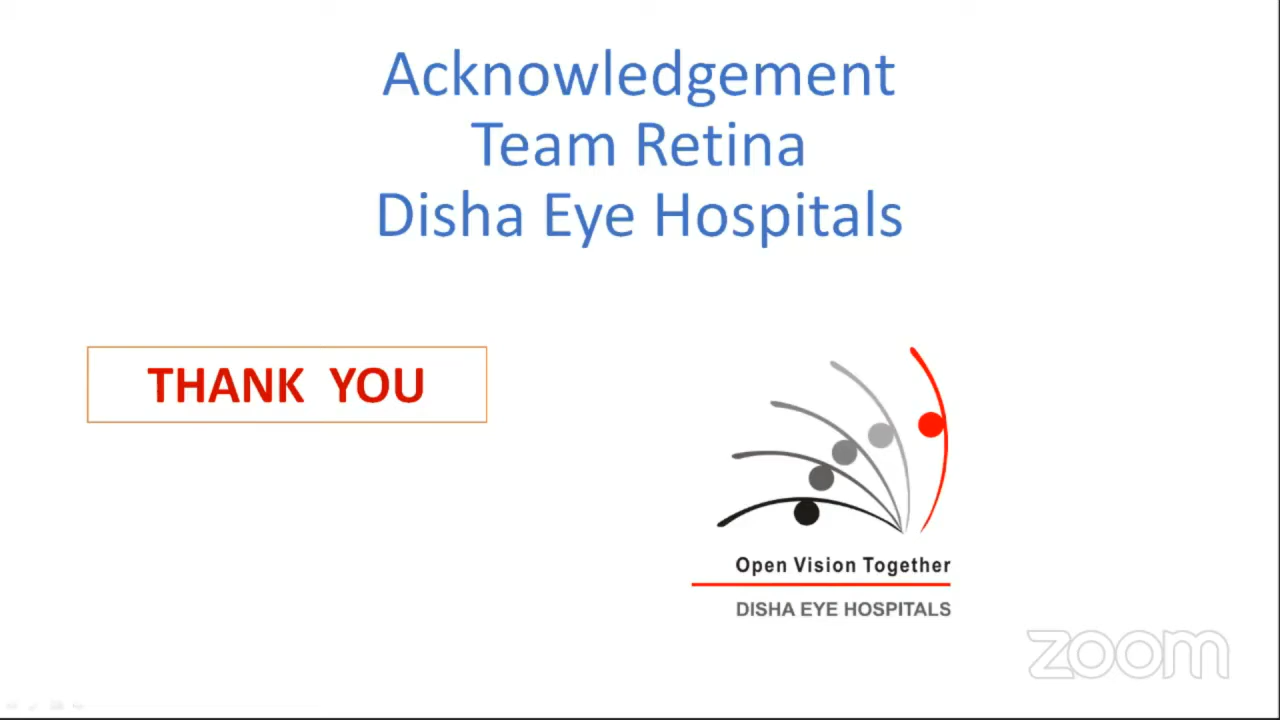 Acknowledgement
Team Retina
Disha Eye Hospitals
THANK YOU
Open Vision Together
DISHA EYE HOSPITALS
zoom